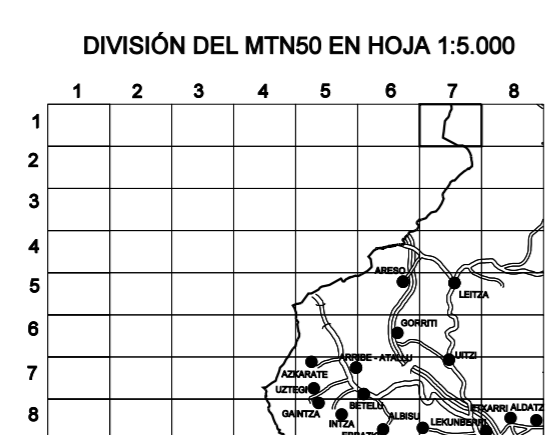 DIVISIÓN DEL MTN50 EN HOJA 1:5.000
1 2 3 4 5 6 7 8
1
2
3
4
ARESO
5
LEITZA
6
GORRITI
ARRIBE - ATALLU
UITZI
7
AZKARATE
UZTEGI
BETELU
ETXARRI
ALDATZ
8
GAINTZA
ALBISU
INTZA
LEKUNBERRI